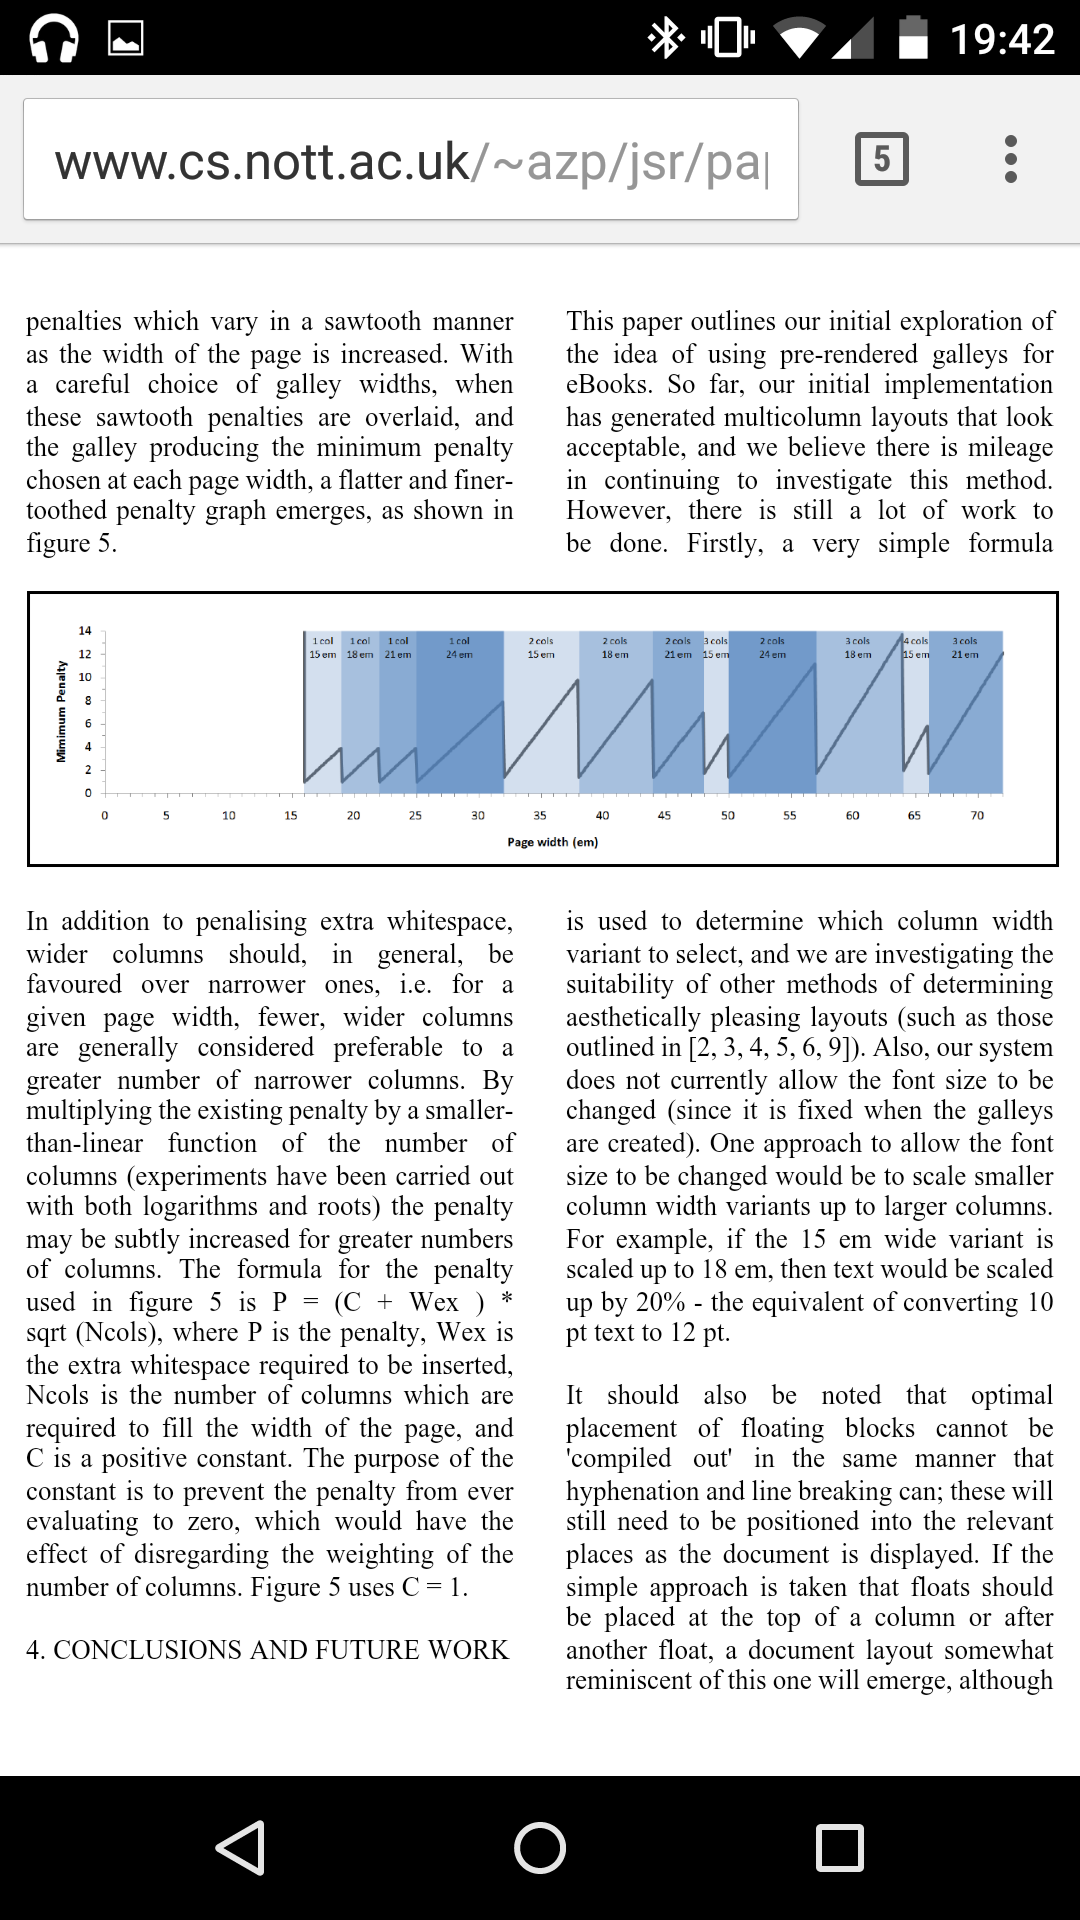 19:42
www.cs.nott.ac.uk/~azp/jsr/pa
5
penalties which vary in a sawtooth manner
as the width of the page is increased. With
a careful choice of galley widths, when
these sawtooth penalties are overlaid, and
the galley producing the minimum penalty
chosen at each page width, a flatter and finer-
toothed penalty graph emerges, as shown in
figure 5.
This paper outlines our initial exploration of
the idea of using pre-rendered galleys for
eBooks. So far, our initial implementation
has generated multicolumn layouts that look
acceptable, and we believe there is mileage
in continuing to investigate this method.
However, there is still a lot of work to
be done. Firstly, a very simple formula
Mimimum Penalty
14
12
10
8
6
4
2
0
1 col 1 col 1 col 1 col 2 cols 2 cols 2 cols 3 cols 2 cols 3 cols 4 cols 3 cols
15 em 18 em 21 em 24 em 15 em 18 em 21 em 15 em 24 em 18 em 15 em 21 em
0 5 10 15 20 25 30 35 40 45 50 55 60 65 70
Page width (em)
In addition to penalising extra whitespace,
wider columns should, in general, be
favoured over narrower ones, i.e. for a
given page width, fewer, wider columns
are generally considered preferable to a
greater number of narrower columns. By
multiplying the existing penalty by a smaller-
than-linear function of the number of
columns (experiments have been carried out
with both logarithms and roots) the penalty
may be subtly increased for greater numbers
of columns. The formula for the penalty
used in figure 5 is P = (C + Wex ) *
sqrt (Ncols), where P is the penalty, Wex is
the extra whitespace required to be inserted,
Ncols is the number of columns which are
required to fill the width of the page, and
C is a positive constant. The purpose of the
constant is to prevent the penalty from ever
evaluating to zero, which would have the
effect of disregarding the weighting of the
number of columns. Figure 5 uses C = 1.
4. CONCLUSIONS AND FUTURE WORK
is used to determine which column width
variant to select, and we are investigating the
suitability of other methods of determining
aesthetically pleasing layouts (such as those
outlined in [2, 3, 4, 5, 6, 9]). Also, our system
does not currently allow the font size to be
changed (since it is fixed when the galleys
are created). One approach to allow the font
size to be changed would be to scale smaller
column width variants up to larger columns.
For example, if the 15 em wide variant is
scaled up to 18 em, then text would be scaled
up by 20% - the equivalent of converting 10
pt text to 12 pt.
It should also be noted that optimal
placement of floating blocks cannot be
'compiled out' in the same manner that
hyphenation and line breaking can; these will
still need to be positioned into the relevant
places as the document is displayed. If the
simple approach is taken that floats should
be placed at the top of a column or after
another float, a document layout somewhat
reminiscent of this one will emerge, although